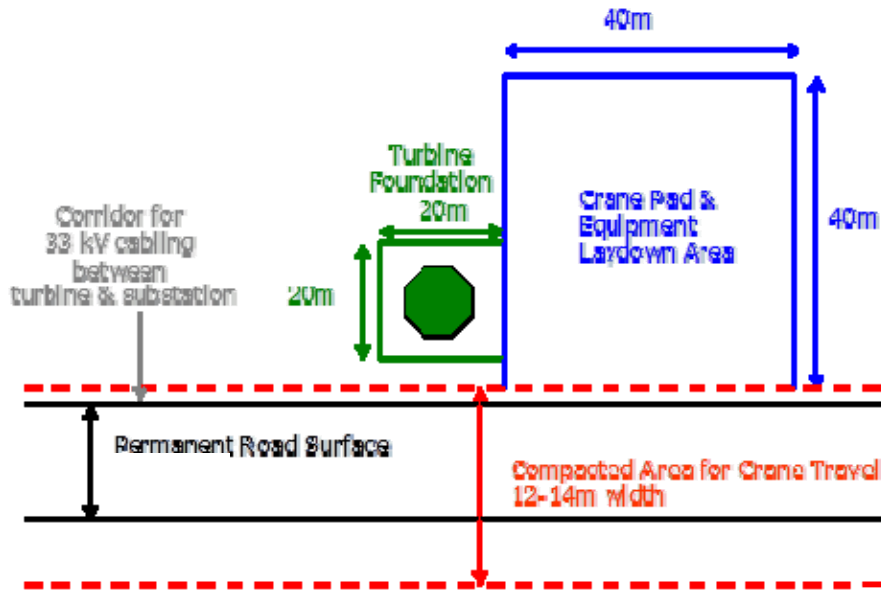 40m
Turbine
Foundation
20m
Crane Pad &
Equipment
Laydown Area
40m
Corridor for
33 kV cabling
between
turbine & substation
20m
Permanent Road Surface
Compacted Area for Crane Travel
12-14m width